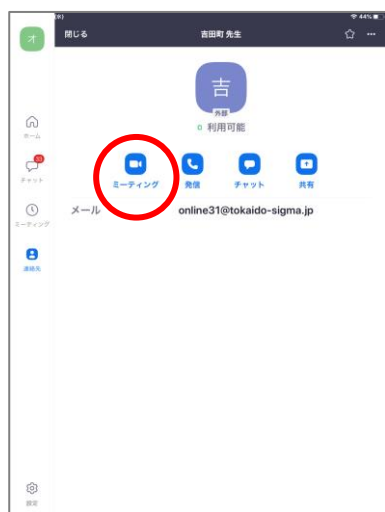 (水)
44%
オ
閉じる
吉田町 先生
吉
外部
利用可能
ホーム
33
チャット
ミーティング
発信
チャット
共有
ミーティング
メール
online31@tokaido-sigma.jp
連絡先
設定